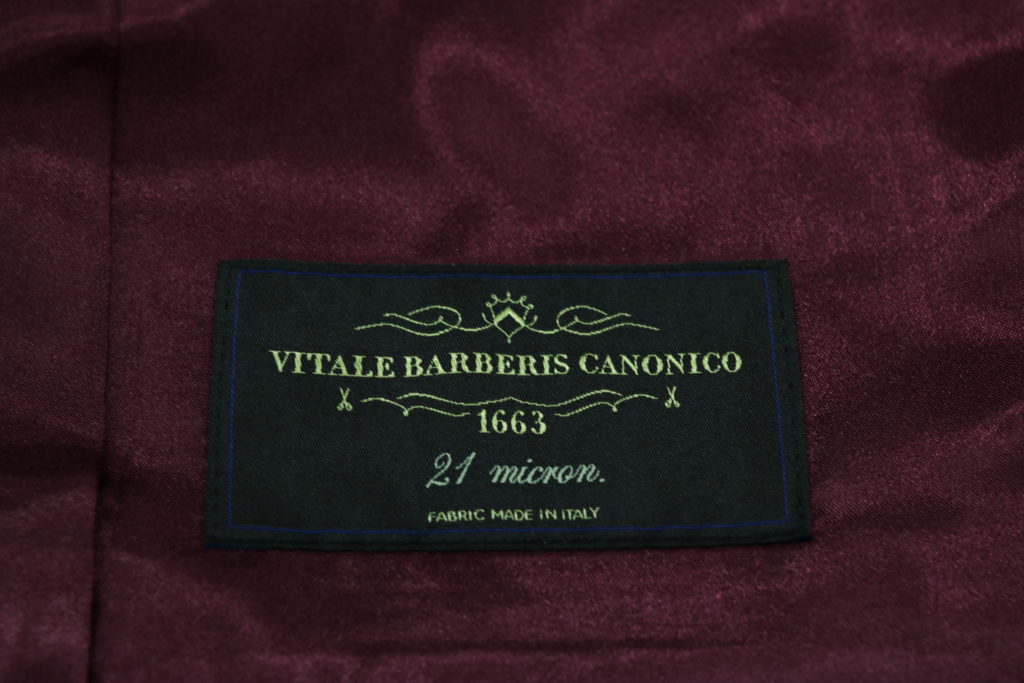 VITALE BARBERIS CANONICO
1663
21 micron.
FABRIC MADE IN ITALY